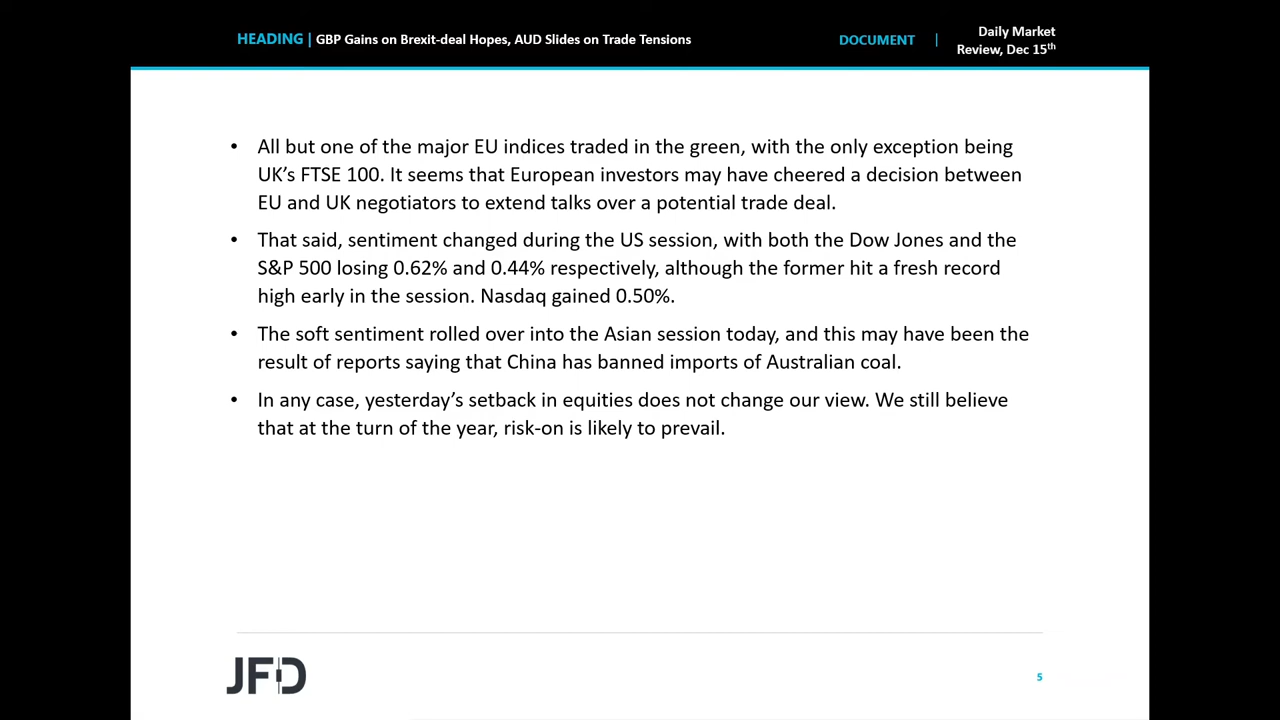 HEADING | GBP Gains on Brexit-deal Hopes, AUD Slides on Trade Tensions
DOCUMENT | Daily Market
Review, Dec 15th
• All but one of the major EU indices traded in the green, with the only exception being
UK’s FTSE 100. It seems that European investors may have cheered a decision between
EU and UK negotiators to extend talks over a potential trade deal.
• That said, sentiment changed during the US session, with both the Dow Jones and the
S&P 500 losing 0.62% and 0.44% respectively, although the former hit a fresh record
high early in the session. Nasdaq gained 0.50%.
• The soft sentiment rolled over into the Asian session today, and this may have been the
result of reports saying that China has banned imports of Australian coal.
• In any case, yesterday’s setback in equities does not change our view. We still believe
that at the turn of the year, risk-on is likely to prevail.
JFD
5